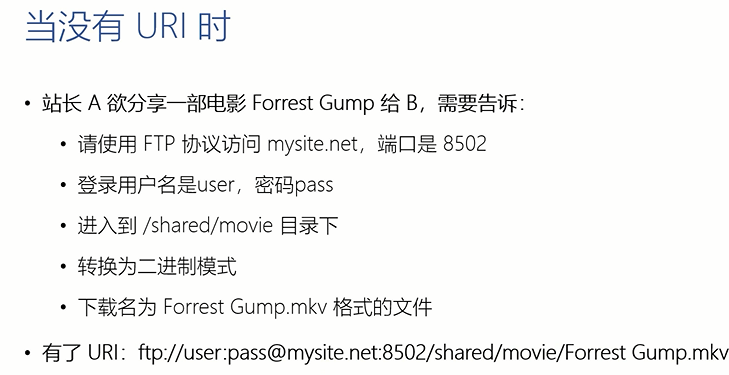 当没有 URI 时
• 站长 A 欲分享一部电影 Forrest Gump 给 B，需要告诉：
• 请使用 FTP 协议访问 mysite.net，端口是 8502
• 登录用户名是user，密码pass
• 进入到 /shared/movie 目录下
• 转换为二进制模式
• 下载名为 Forrest Gump.mkv 格式的文件
• 有了 URI：ftp://user:pass@mysite.net:8502/shared/movie/Forrest Gump.mkv